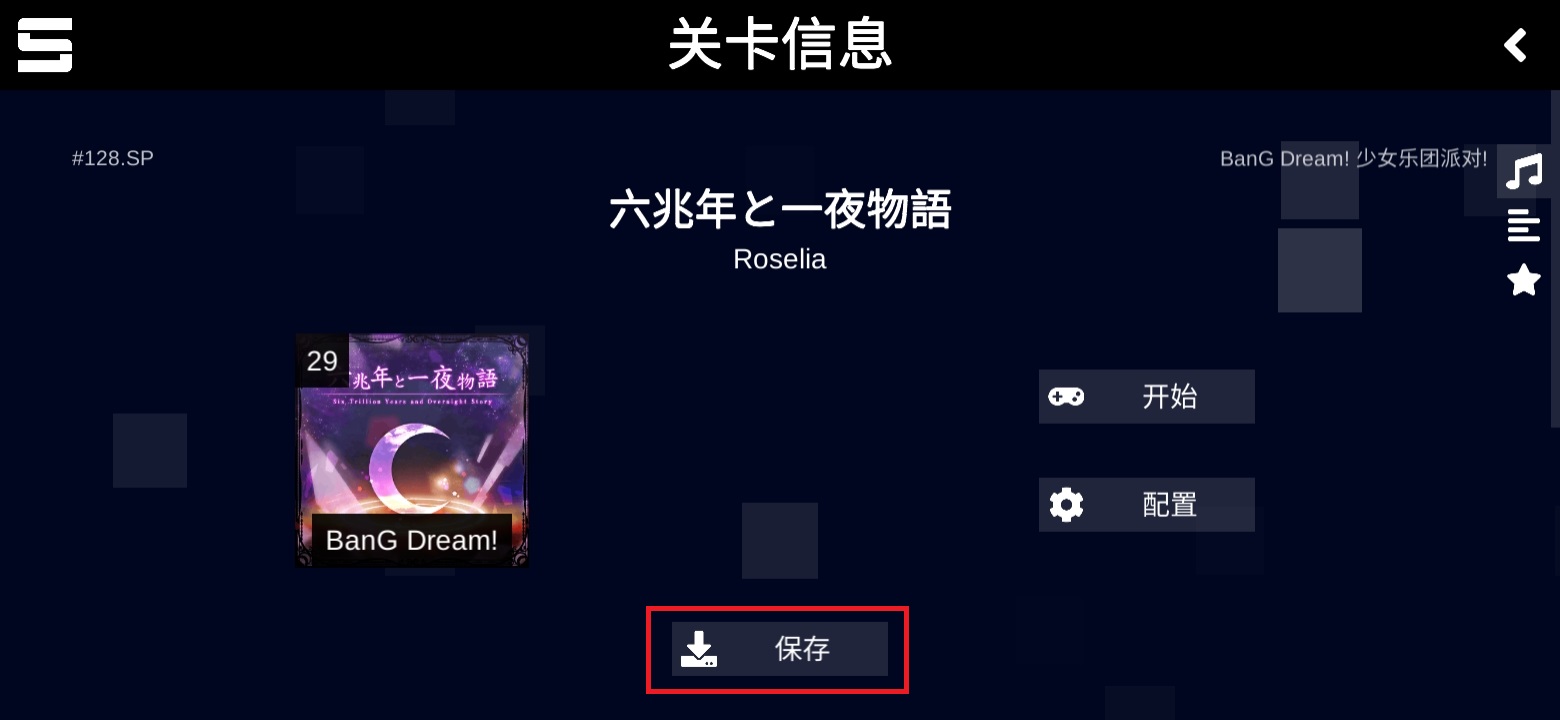 关卡信息
#128.SP
BanG Dream! 少女乐团派对!
六兆年と一夜物語
Roselia
29
六兆年と一夜物語
Six Trillion Years and Overnight Story
BanG Dream!
开始
配置
保存